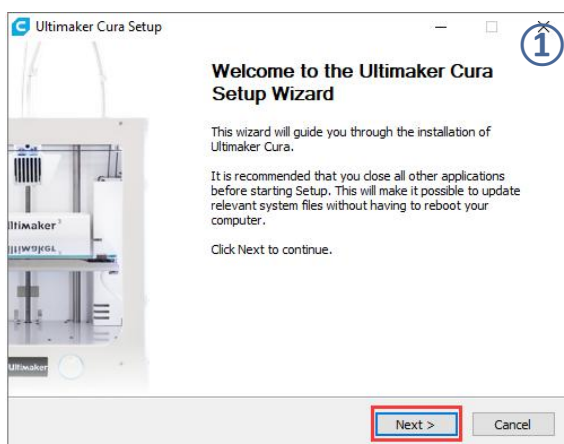 Ultimaker Cura Setup
①
Welcome to the Ultimaker Cura
Setup Wizard
This wizard will guide you through the installation of
Ultimaker Cura.
It is recommended that you close all other applications
before starting Setup. This will make it possible to update
relevant system files without having to reboot your
computer.
Click Next to continue.
ltimaker³
Ultimaker
Next >
Cancel